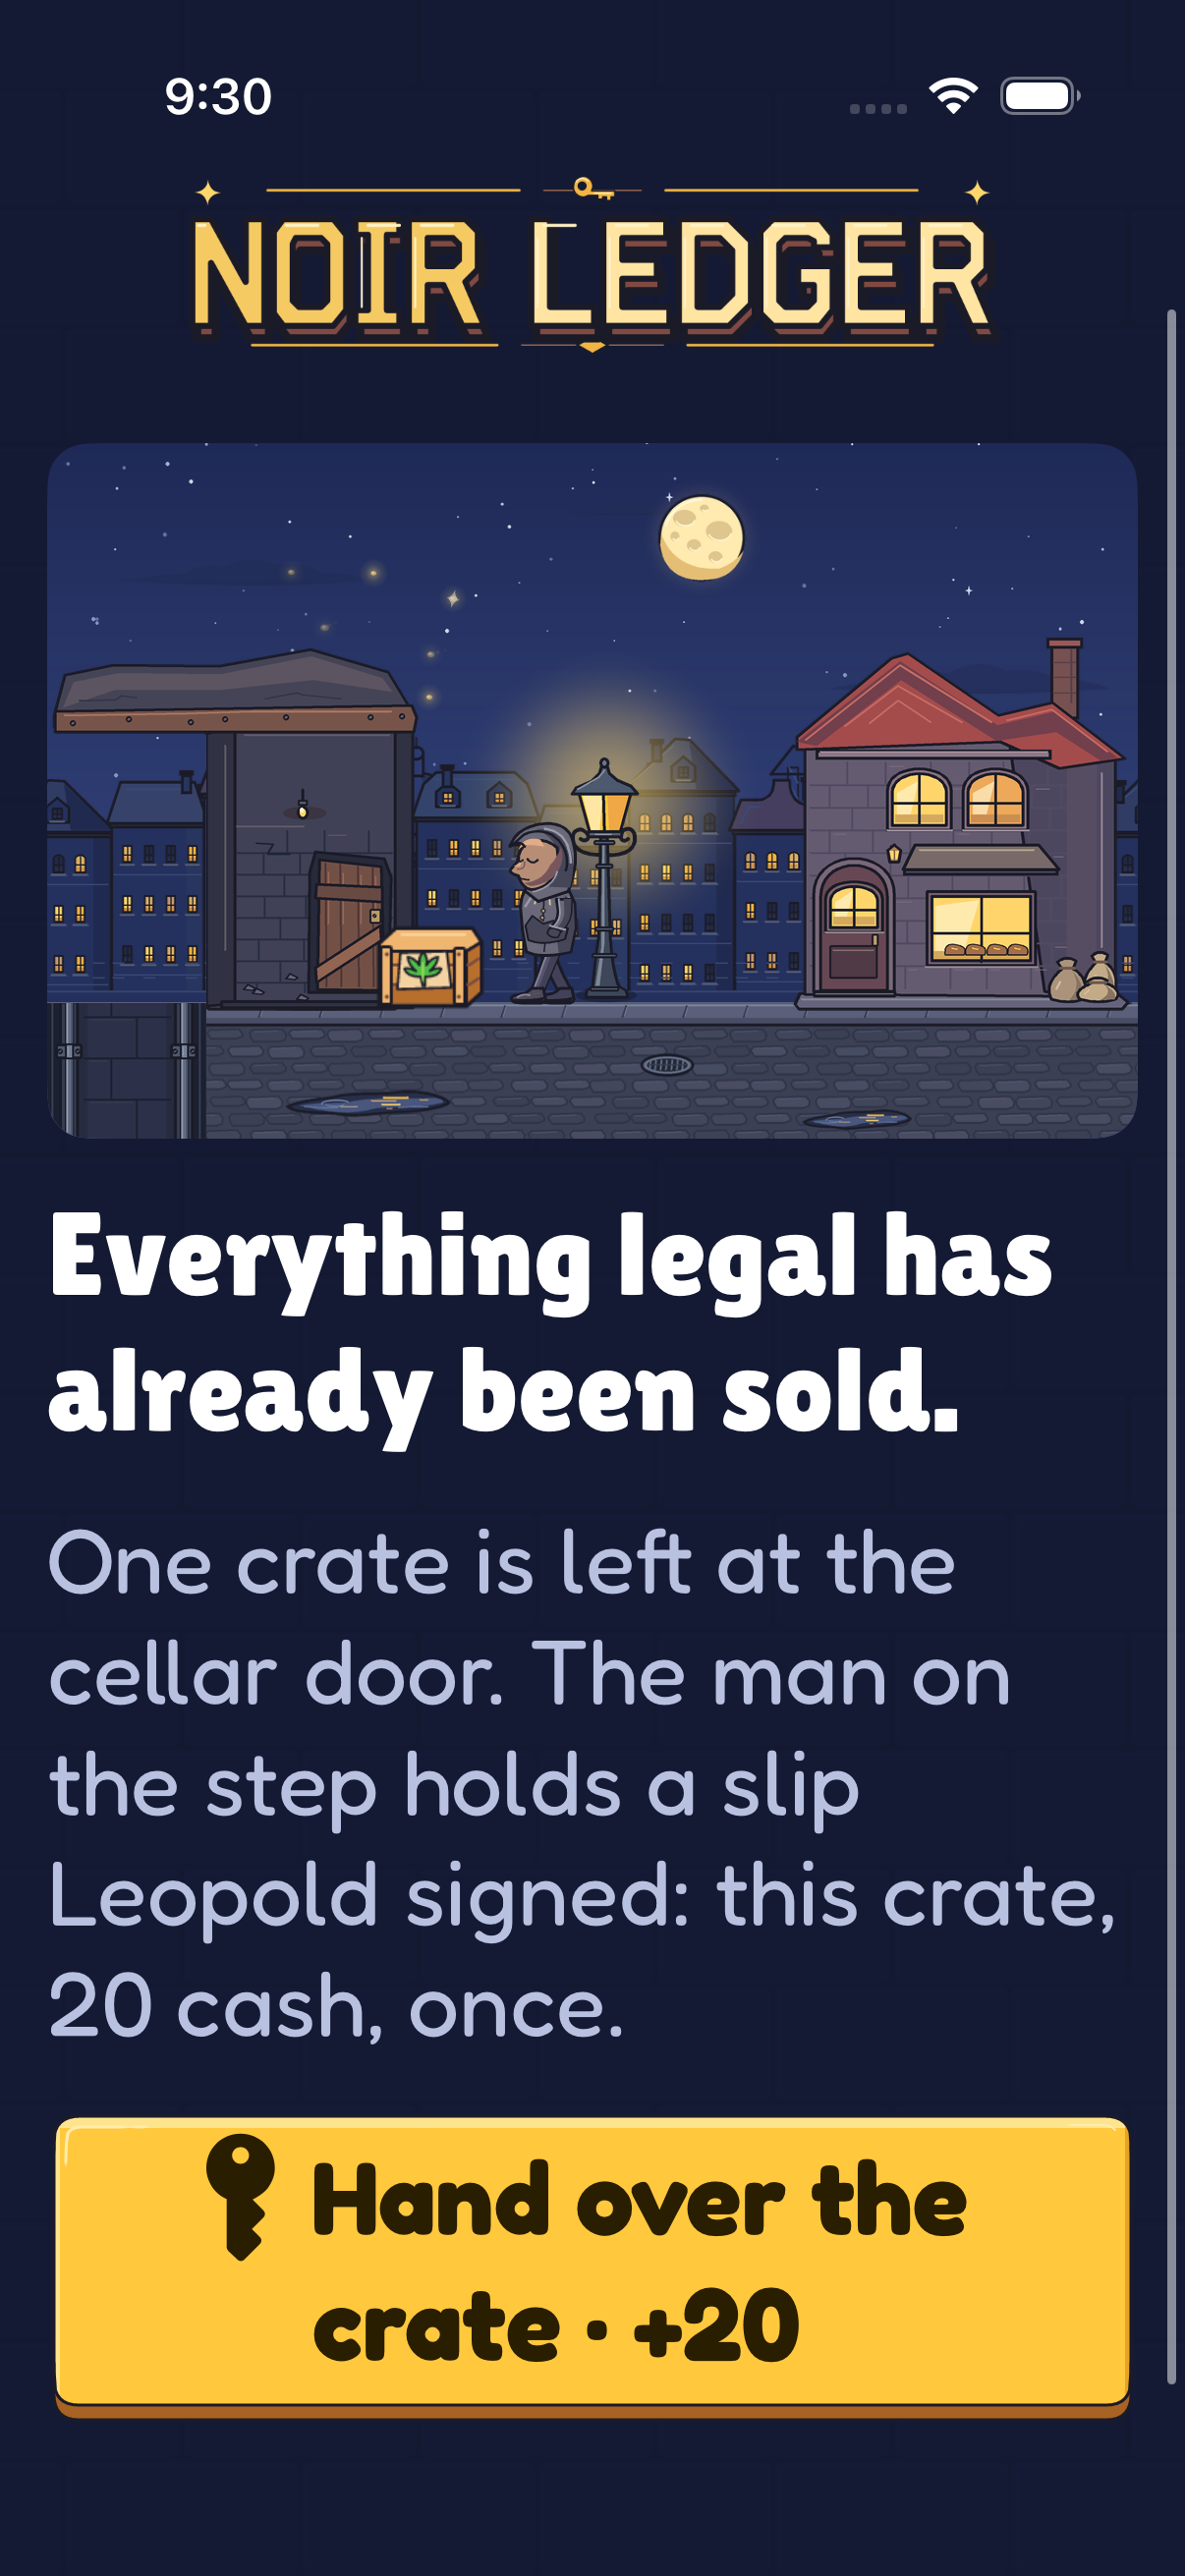 9:30
NOIR LEDGER
Everything legal has
already been sold.
One crate is left at the
cellar door. The man on
the step holds a slip
Leopold signed: this crate,
20 cash, once.
Hand over the
crate · +20